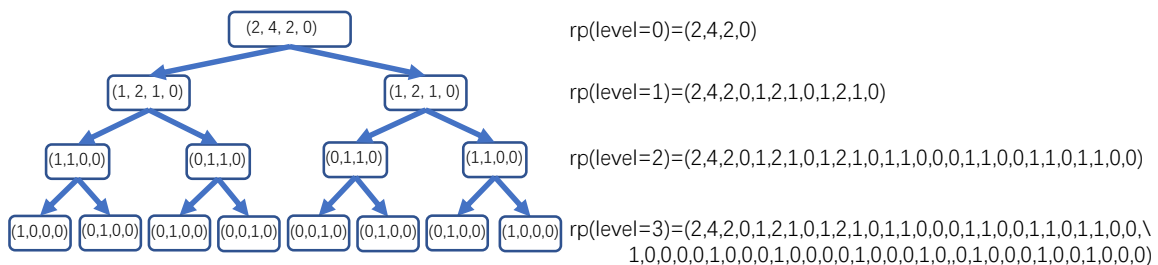 (2, 4, 2, 0)
rp(level=0)=(2,4,2,0)
(1, 2, 1, 0)
(1, 2, 1, 0)
rp(level=1)=(2,4,2,0,1,2,1,0,1,2,1,0)
(1,1,0,0)
(0,1,1,0)
(0,1,1,0)
(1,1,0,0)
rp(level=2)=(2,4,2,0,1,2,1,0,1,2,1,0,1,1,0,0,0,1,1,0,0,1,1,0,1,1,0,0)
(1,0,0,0)
(0,1,0,0)
(0,1,0,0)
(0,0,1,0)
(0,0,1,0)
(0,1,0,0)
(0,1,0,0)
(1,0,0,0)
rp(level=3)=(2,4,2,0,1,2,1,0,1,2,1,0,1,1,0,0,0,1,1,0,0,1,1,0,1,1,0,0,\
1,0,0,0,0,1,0,0,0,1,0,0,0,0,1,0,0,0,1,0,,0,1,0,0,0,1,0,0,1,0,0,0)